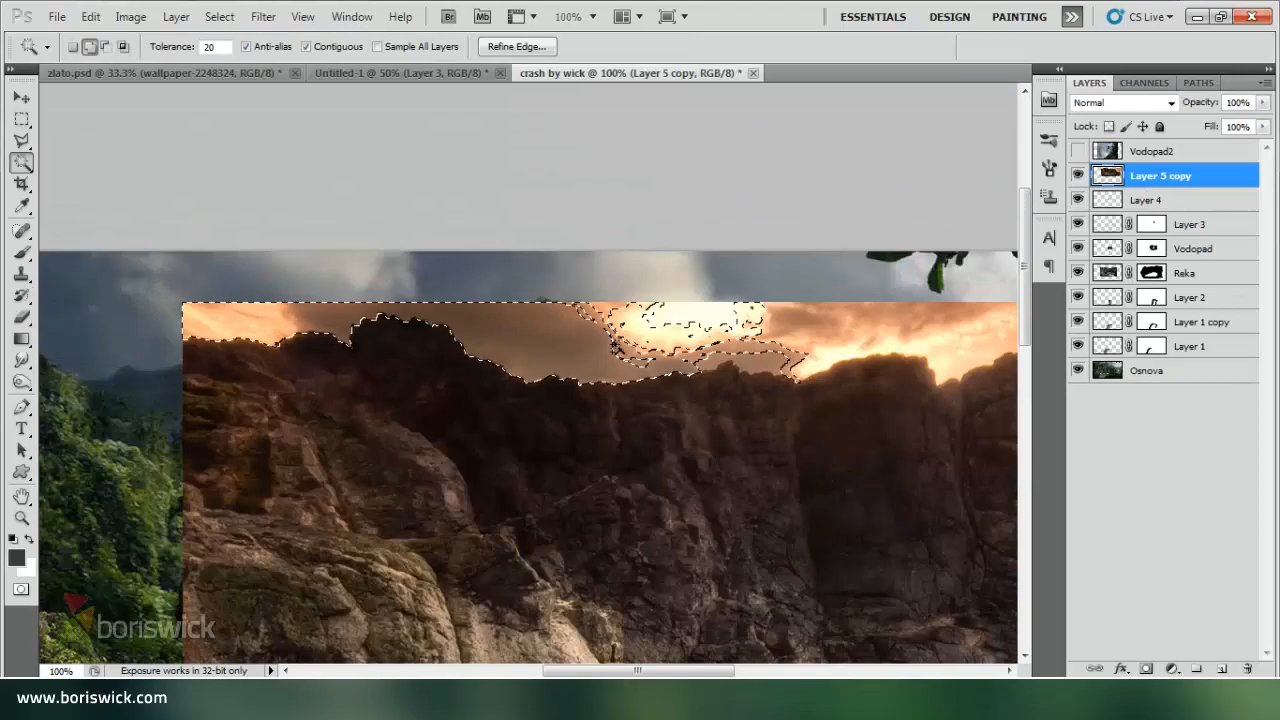 Ps File Edit Image Layer Select Filter View Window Help Br Mb 100% ESSENTIALS DESIGN PAINTING CS Live
Tolerance: 20 Anti-alias Contiguous Sample All Layers Refine Edge...
zlato.psd @ 33.3% (wallpaper-2248324, RGB/8) * Untitled-1 @ 50% (Layer 3, RGB/8) * crash by wick @ 100% (Layer 5 copy, RGB/8) *
LAYERS CHANNELS PATHS
Normal Opacity: 100%
Lock: Fill: 100%
Mb
Vodopad2
Layer 5 copy
Layer 4
Layer 3
Vodopad
Reka
Layer 2
Layer 1 copy
Layer 1
Osnova
A
T
boriswick
100% Exposure works in 32-bit only
fx
www.boriswick.com